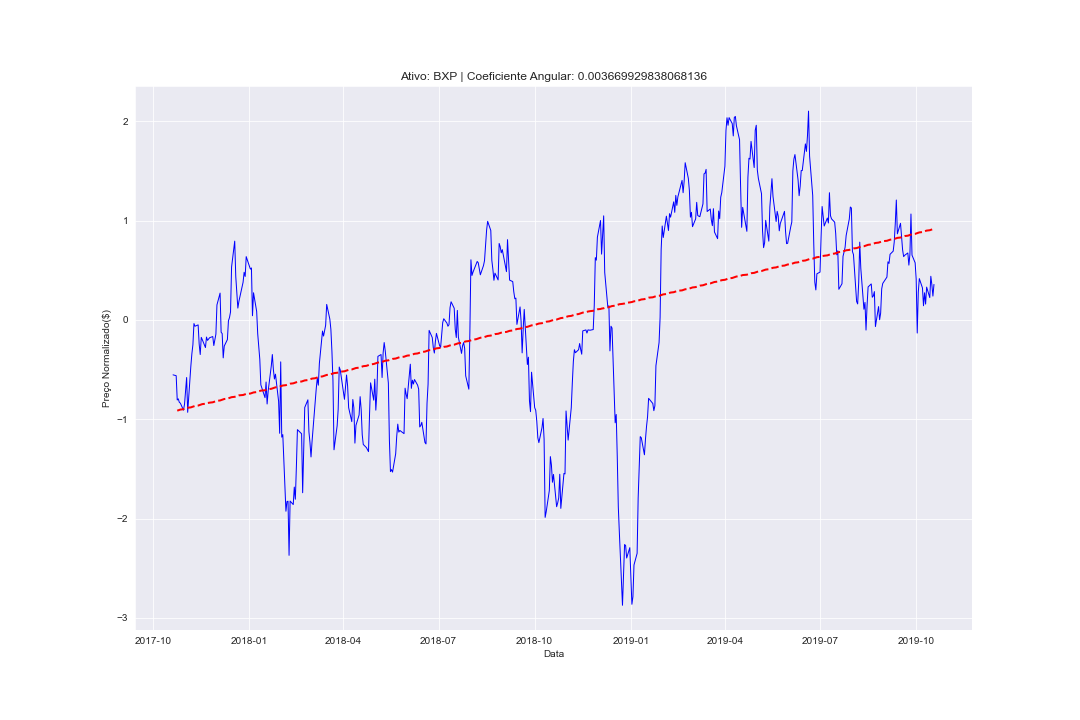 Ativo: BXP | Coeficiente Angular: 0.003669929838068136
Preço Normalizado($)
2
1
0
−1
−2
−3
2017-10 2018-01 2018-04 2018-07 2018-10 2019-01 2019-04 2019-07 2019-10
Data